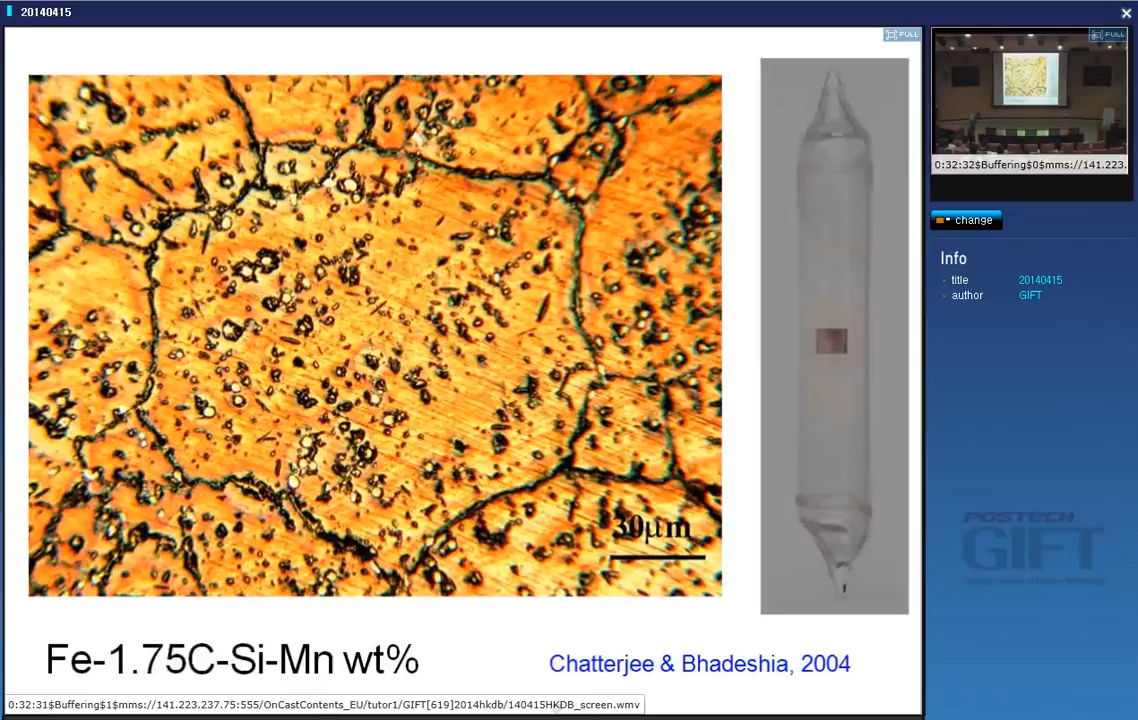 20140415
FULL
30μm
Fe-1.75C-Si-Mn wt%
Chatterjee & Bhadeshia, 2004
0:32:31$Buffering$1$mms://141.223.237.75:555/OnCastContents_EU/tutor1/GIFT[619]2014hkdb/140415HKDB_screen.wmv
FULL
0:32:32$Buffering$0$mms://141.223.
change
Info
title 20140415
author GIFT
POSTECH
GIFT